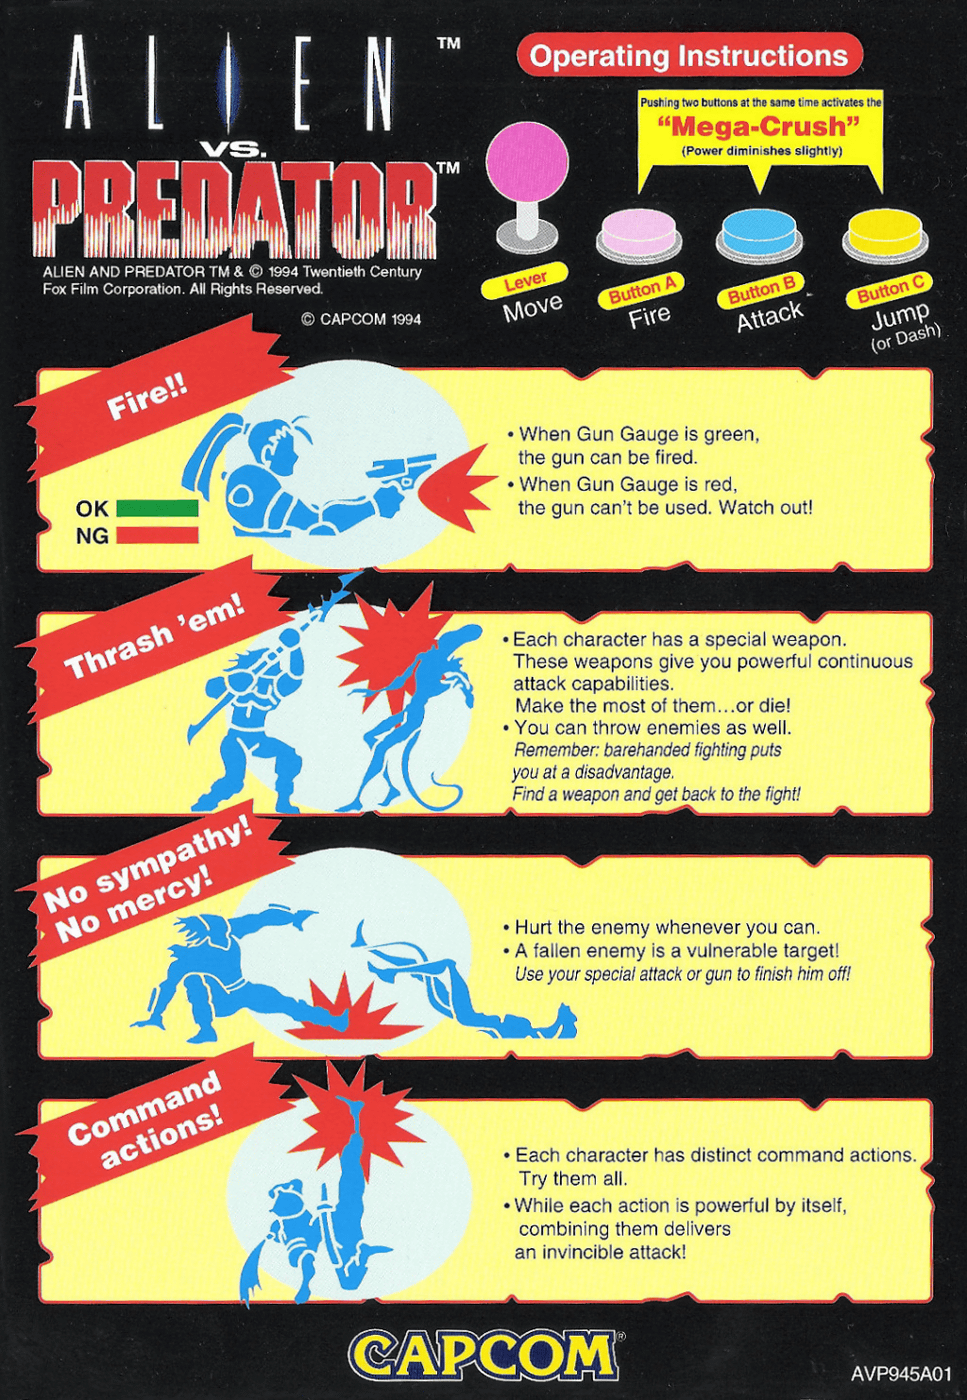 ALIEN™
VS.
PREDATOR™
ALIEN AND PREDATOR TM & © 1994 Twentieth Century
Fox Film Corporation. All Rights Reserved.
© CAPCOM 1994
Operating Instructions
Pushing two buttons at the same time activates the
“Mega-Crush”
(Power diminishes slightly)
Lever
Move
Button A
Fire
Button B
Attack
Button C
Jump
(or Dash)
Fire!!
OK
NG
• When Gun Gauge is green,
the gun can be fired.
• When Gun Gauge is red,
the gun can't be used. Watch out!
Thrash ’em!
• Each character has a special weapon.
These weapons give you powerful continuous
attack capabilities.
Make the most of them...or die!
• You can throw enemies as well.
Remember: barehanded fighting puts
you at a disadvantage.
Find a weapon and get back to the fight!
No sympathy!
No mercy!
• Hurt the enemy whenever you can.
• A fallen enemy is a vulnerable target!
Use your special attack or gun to finish him off!
Command
actions!
• Each character has distinct command actions.
Try them all.
• While each action is powerful by itself,
combining them delivers
an invincible attack!
CAPCOM®
AVP945A01